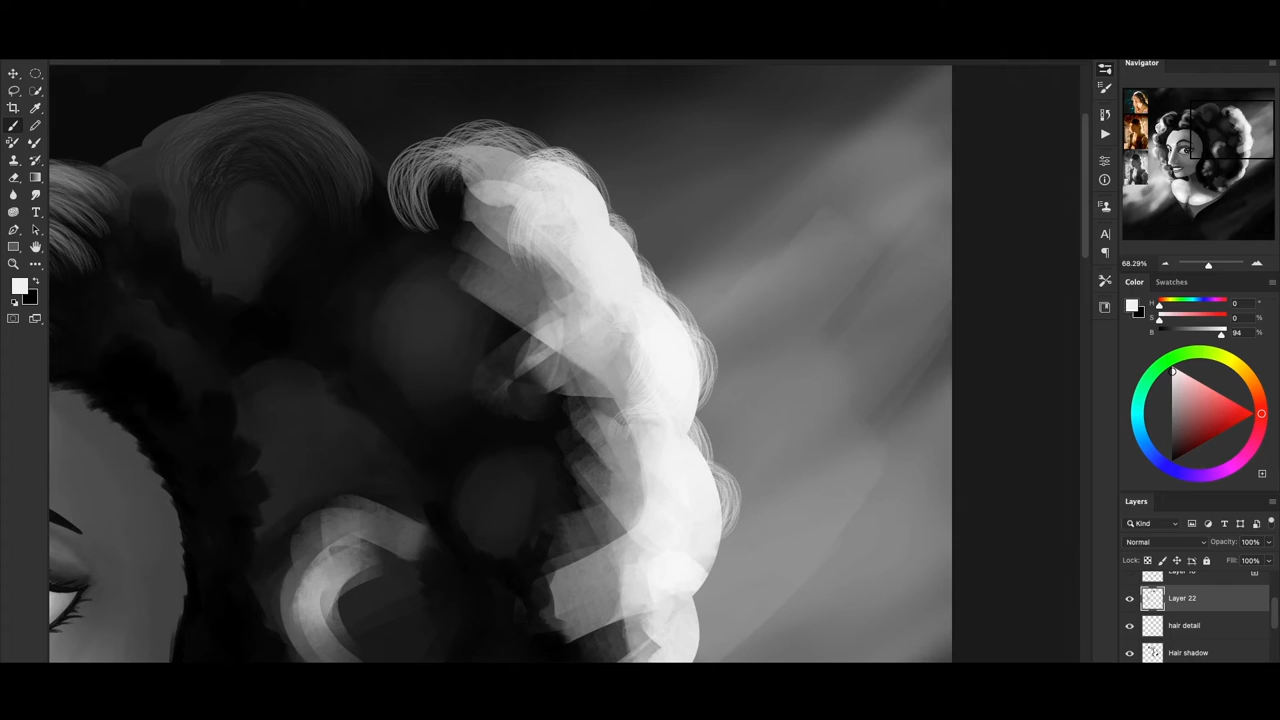 Navigator
68.29%
Color Swatches
H 0 °
S 0 %
B 94 %
Layers
Kind
Normal Opacity: 100%
Lock: Fill: 100%
Layer 22
hair detail
Hair shadow